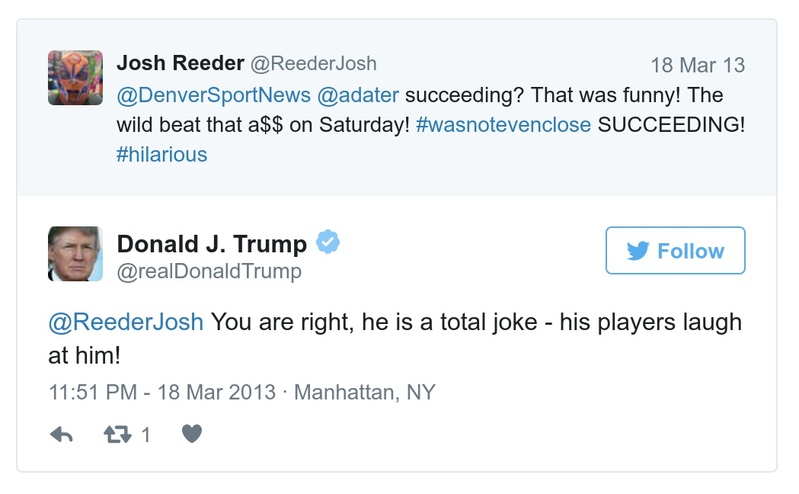 Josh Reeder @ReederJosh 18 Mar 13
@DenverSportNews @adater succeeding? That was funny! The
wild beat that a$$ on Saturday! #wasnotevenclose SUCCEEDING!
#hilarious
Donald J. Trump
@realDonaldTrump
Follow
@ReederJosh You are right, he is a total joke - his players laugh
at him!
11:51 PM - 18 Mar 2013 · Manhattan, NY
1